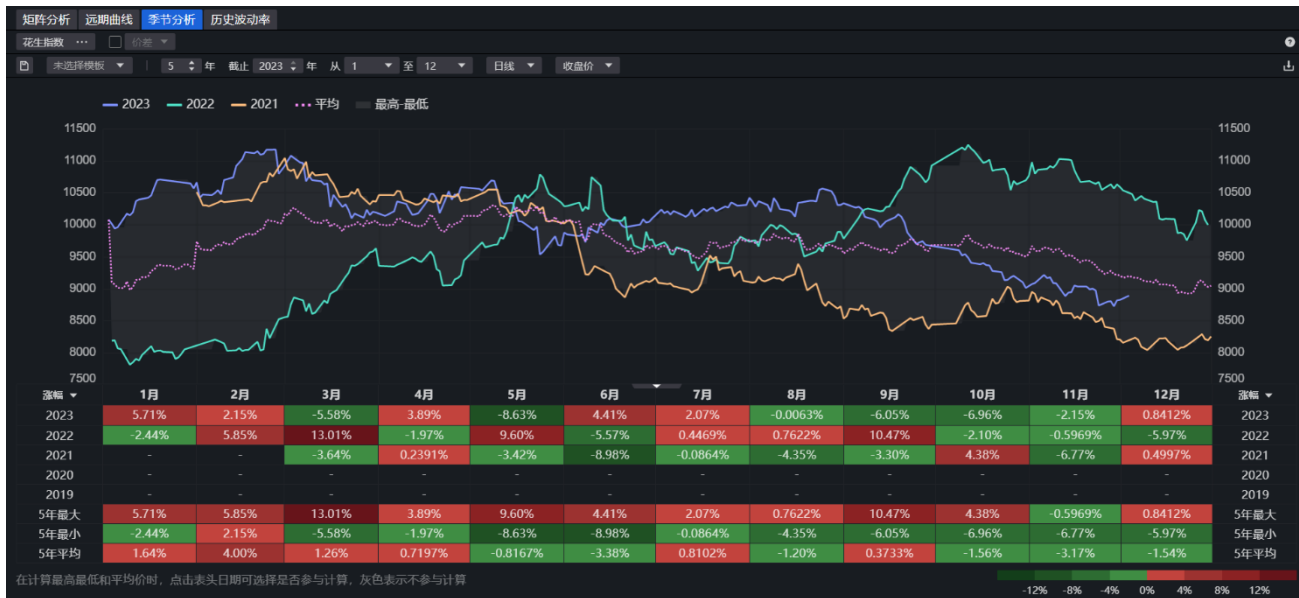 矩阵分析 远期曲线 季节分析 历史波动率
花生指数 ··· 价差
未选择模板 5 年 截止 2023 年 从 1 至 12 日线 收盘价
2023 2022 2021 平均 最高-最低
11500 11500
11000 11000
10500 10500
10000 10000
9500 9500
9000 9000
8500 8500
8000 8000
7500 7500
涨幅 1月 2月 3月 4月 5月 6月 7月 8月 9月 10月 11月 12月 涨幅
2023 5.71% 2.15% -5.58% 3.89% -8.63% 4.41% 2.07% -0.0063% -6.05% -6.96% -2.15% 0.8412% 2023
2022 -2.44% 5.85% 13.01% -1.97% 9.60% -5.57% 0.4469% 0.7622% 10.47% -2.10% -0.5969% -5.97% 2022
2021 - - -3.64% 0.2391% -3.42% -8.98% -0.0864% -4.35% -3.30% 4.38% -6.77% 0.4997% 2021
2020 - - - - - - - - - - - - 2020
2019 - - - - - - - - - - - - 2019
5年最大 5.71% 5.85% 13.01% 3.89% 9.60% 4.41% 2.07% 0.7622% 10.47% 4.38% -0.5969% 0.8412% 5年最大
5年最小 -2.44% 2.15% -5.58% -1.97% -8.63% -8.98% -0.0864% -4.35% -6.05% -6.96% -6.77% -5.97% 5年最小
5年平均 1.64% 4.00% 1.26% 0.7197% -0.8167% -3.38% 0.8102% -1.20% 0.3733% -1.56% -3.17% -1.54% 5年平均
在计算最高最低和平均价时，点击表头日期可选择是否参与计算，灰色表示不参与计算
-12% -8% -4% 0% 4% 8% 12%